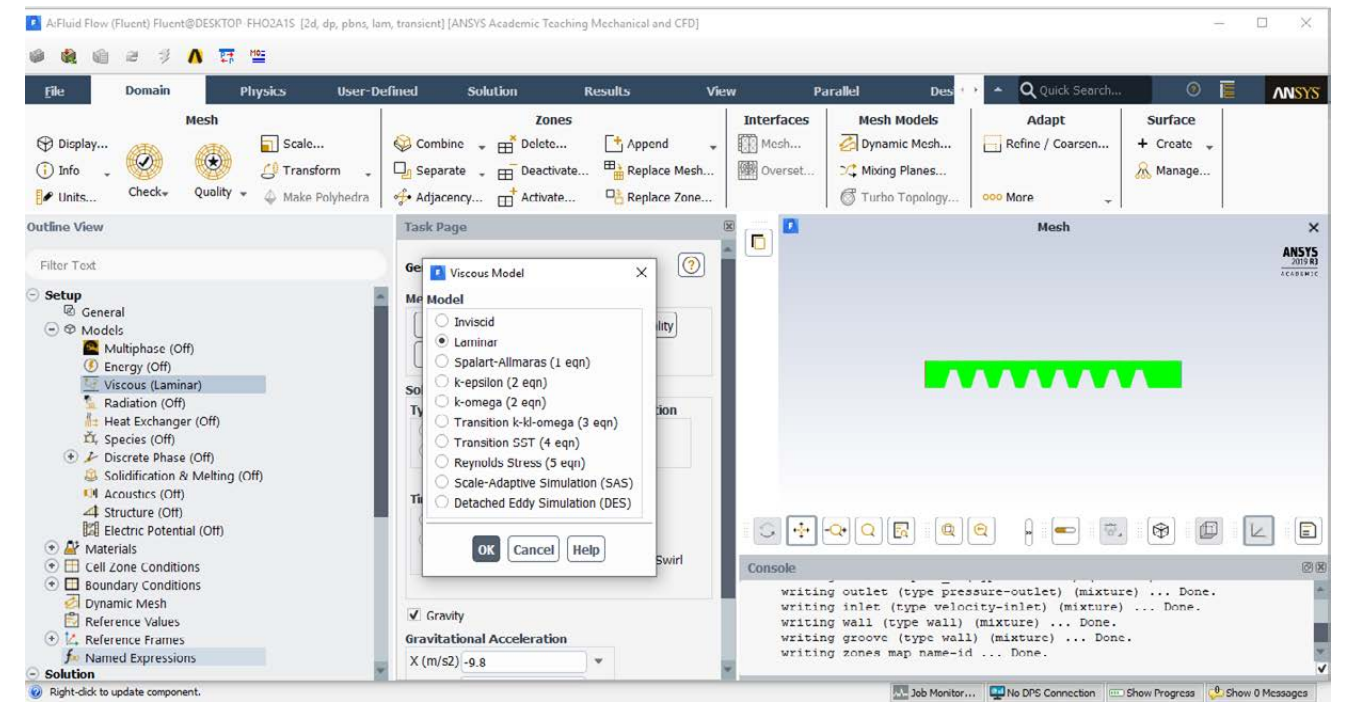 A:Fluid Flow (Fluent) Fluent@DESKTOP-FHO2A1S [2d, dp, pbns, lam, transient] [ANSYS Academic Teaching Mechanical and CFD]
File Domain Physics User-Defined Solution Results View Parallel Des Quick Search... ANSYS
Mesh Zones Interfaces Mesh Models Adapt Surface
Display... Scale... Combine Delete... Append Mesh... Dynamic Mesh... Refine / Coarsen... + Create
Info Transform Separate Deactivate... Replace Mesh... Overset... Mixing Planes... Manage...
Units... Check Quality Make Polyhedra Adjacency... Activate... Replace Zone... Turbo Topology... More
Outline View
Filter Text
Setup
General
Models
Multiphase (Off)
Energy (Off)
Viscous (Laminar)
Radiation (Off)
Heat Exchanger (Off)
Species (Off)
Discrete Phase (Off)
Solidification & Melting (Off)
Acoustics (Off)
Structure (Off)
Electric Potential (Off)
Materials
Cell Zone Conditions
Boundary Conditions
Dynamic Mesh
Reference Values
Reference Frames
Named Expressions
Solution
Task Page
Ge
Me
ality
Sol
Ty
tion
Ti
Swirl
Viscous Model
Model
Inviscid
Laminar
Spalart-Allmaras (1 eqn)
k-epsilon (2 eqn)
k-omega (2 eqn)
Transition k-kl-omega (3 eqn)
Transition SST (4 eqn)
Reynolds Stress (5 eqn)
Scale-Adaptive Simulation (SAS)
Detached Eddy Simulation (DES)
OK Cancel Help
Gravity
Gravitational Acceleration
X (m/s2) -9.8
Mesh
ANSYS
2019 R3
ACADEMIC
Console
writing outlet (type pressure-outlet) (mixture) ... Done.
writing inlet (type velocity-inlet) (mixture) ... Done.
writing wall (type wall) (mixture) ... Done.
writing groove (type wall) (mixture) ... Done.
writing zones map name-id ... Done.
Right-click to update component. Job Monitor... No DPS Connection Show Progress Show 0 Messages